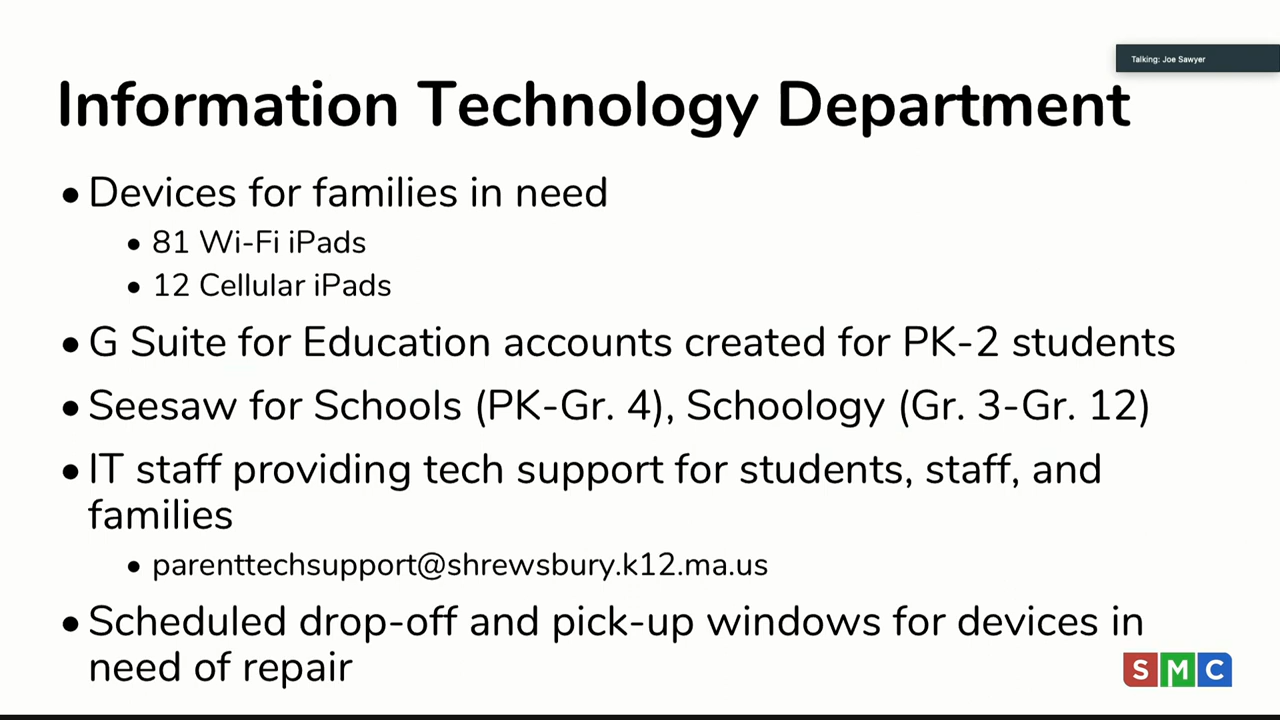 Talking: Joe Sawyer
Information Technology Department
• Devices for families in need
• 81 Wi-Fi iPads
• 12 Cellular iPads
• G Suite for Education accounts created for PK-2 students
• Seesaw for Schools (PK-Gr. 4), Schoology (Gr. 3-Gr. 12)
• IT staff providing tech support for students, staff, and
families
• parenttechsupport@shrewsbury.k12.ma.us
• Scheduled drop-off and pick-up windows for devices in
need of repair
SMC